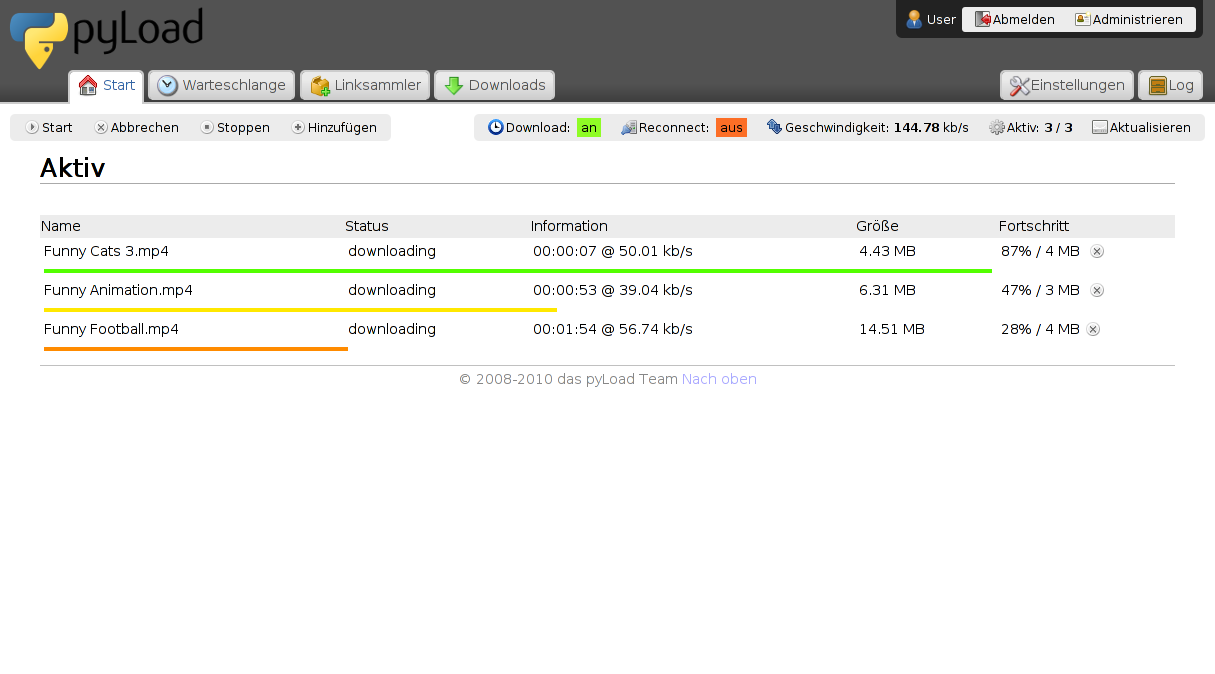 pyLoad
User Abmelden Administrieren
Start Warteschlange Linksammler Downloads Einstellungen Log
Start Abbrechen Stoppen Hinzufügen Download: an Reconnect: aus Geschwindigkeit: 144.78 kb/s Aktiv: 3 / 3 Aktualisieren
Aktiv
Name Status Information Größe Fortschritt
Funny Cats 3.mp4 downloading 00:00:07 @ 50.01 kb/s 4.43 MB 87% / 4 MB
Funny Animation.mp4 downloading 00:00:53 @ 39.04 kb/s 6.31 MB 47% / 3 MB
Funny Football.mp4 downloading 00:01:54 @ 56.74 kb/s 14.51 MB 28% / 4 MB
© 2008-2010 das pyLoad Team Nach oben